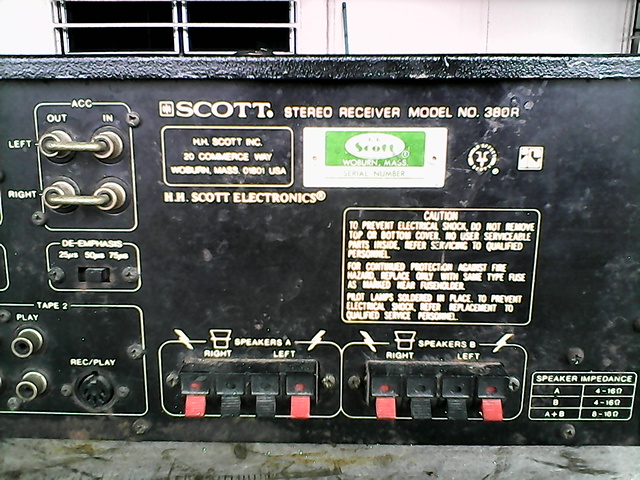 ACC
OUT IN
LEFT
RIGHT
SCOTT. STEREO RECEIVER MODEL NO. 380R
H.H. SCOTT INC.
20 COMMERCE WAY
WOBURN, MASS. 01801 USA
Scott
WOBURN, MASS.
SERIAL NUMBER
H.H. SCOTT ELECTRONICS®
DE-EMPHASIS
25µs 50µs 75µs
CAUTION
TO PREVENT ELECTRICAL SHOCK, DO NOT REMOVE
TOP OR BOTTOM COVER. NO USER SERVICEABLE
PARTS INSIDE. REFER SERVICING TO QUALIFIED
PERSONNEL.
FOR CONTINUED PROTECTION AGAINST FIRE
HAZARD, REPLACE ONLY WITH SAME TYPE FUSE
AS MARKED NEAR FUSEHOLDER.
PILOT LAMPS SOLDERED IN PLACE. TO PREVENT
ELECTRICAL SHOCK, REFER REPLACEMENT TO
QUALIFIED SERVICE PERSONNEL.
TAPE 2
PLAY
REC/PLAY
SPEAKERS A
RIGHT LEFT
SPEAKERS B
RIGHT LEFT
SPEAKER IMPEDANCE
A 4-16Ω
B 4-16Ω
A+B 8-16Ω